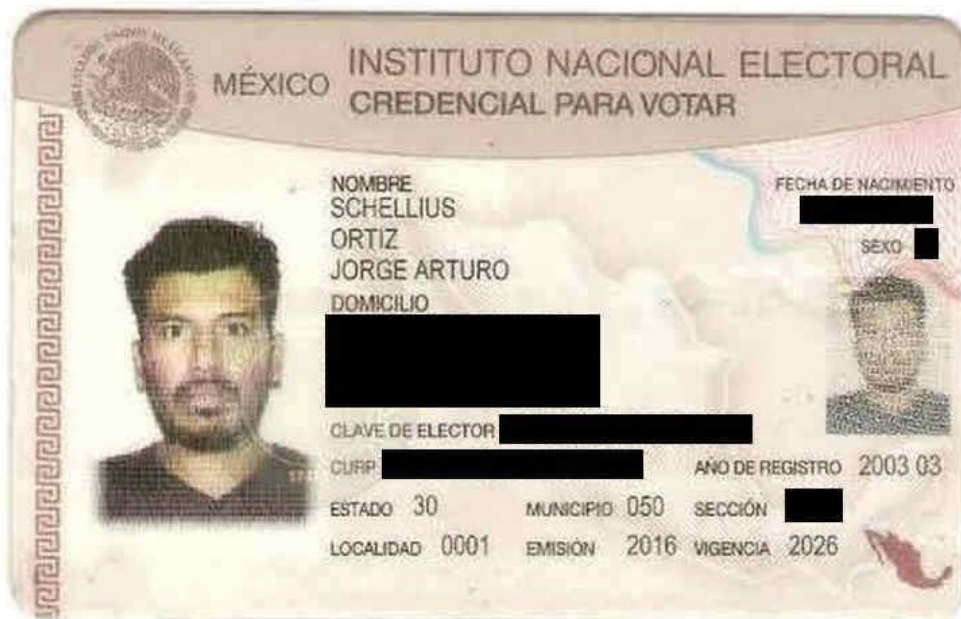 MÉXICO INSTITUTO NACIONAL ELECTORAL
CREDENCIAL PARA VOTAR
NOMBRE
SCHELLIUS
ORTIZ
JORGE ARTURO
DOMICILIO
FECHA DE NACIMIENTO
SEXO
CLAVE DE ELECTOR
CURP
AÑO DE REGISTRO 2003 03
ESTADO 30 MUNICIPIO 050 SECCIÓN
LOCALIDAD 0001 EMISIÓN 2016 VIGENCIA 2026